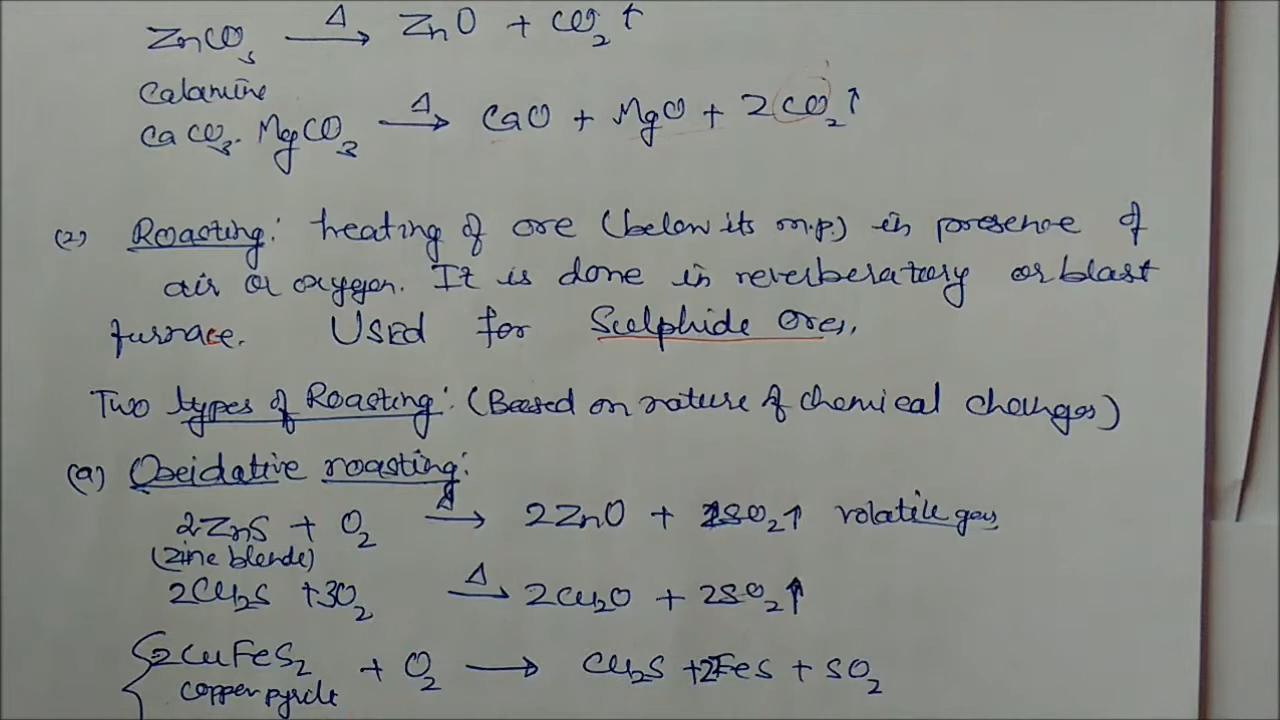 ZnCO₃ —Δ→ ZnO + CO₂↑
Calamine
CaCO₃. MgCO₃ —Δ→ CaO + MgO + 2CO₂↑
(2) Roasting: heating of ore (below its m.p.) in presence of
air or oxygen. It is done in reverberatory or blast
furnace. Used for Sulphide Ores,
Two types of Roasting: (Based on nature of chemical changes)
(a) Oxidative roasting:
2ZnS + O₂ —Δ→ 2ZnO + 2SO₂↑ volatile gas
(zinc blende)
2Cu₂S + 3O₂ —Δ→ 2Cu₂O + 2SO₂↑
2CuFeS₂ + O₂ → Cu₂S + 2FeS + SO₂
copper pyrite